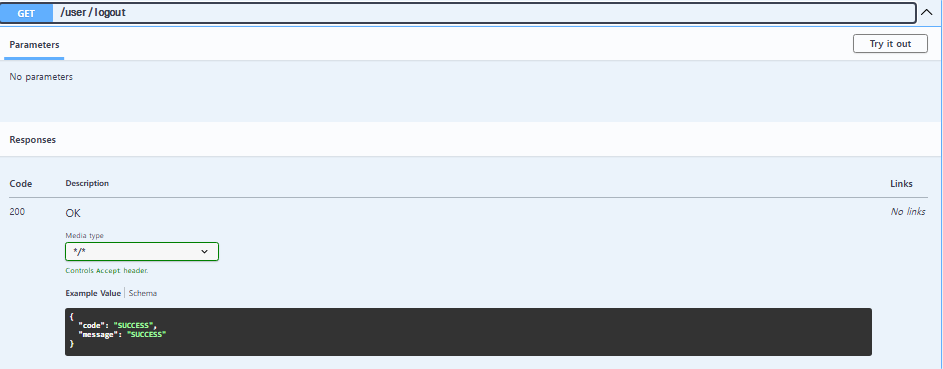 GET /user/logout
Parameters Try it out
No parameters
Responses
Code Description Links
200 OK No links
Media type
*/*
Controls Accept header.
Example Value Schema
{
"code": "SUCCESS",
"message": "SUCCESS"
}